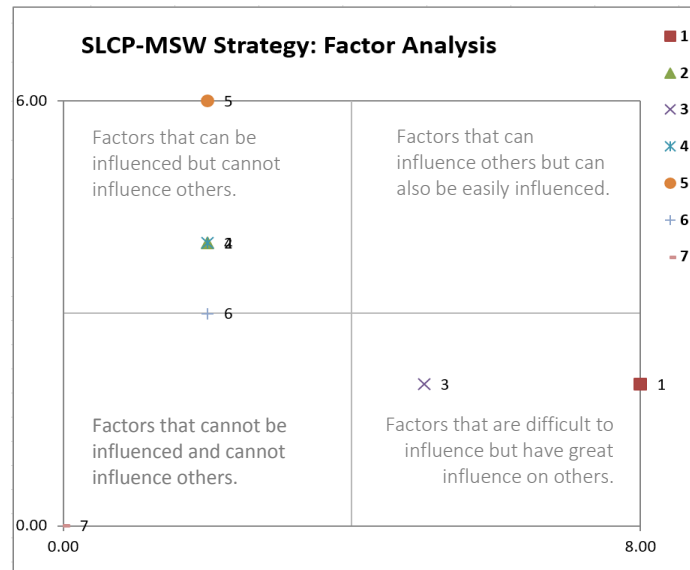 SLCP-MSW Strategy: Factor Analysis
1
2
3
4
5
6
7
6.00
5
Factors that can be
influenced but cannot
influence others.
Factors that can
influence others but can
also be easily influenced.
6
3
1
Factors that cannot be
influenced and cannot
influence others.
Factors that are difficult to
influence but have great
influence on others.
0.00
7
0.00
8.00